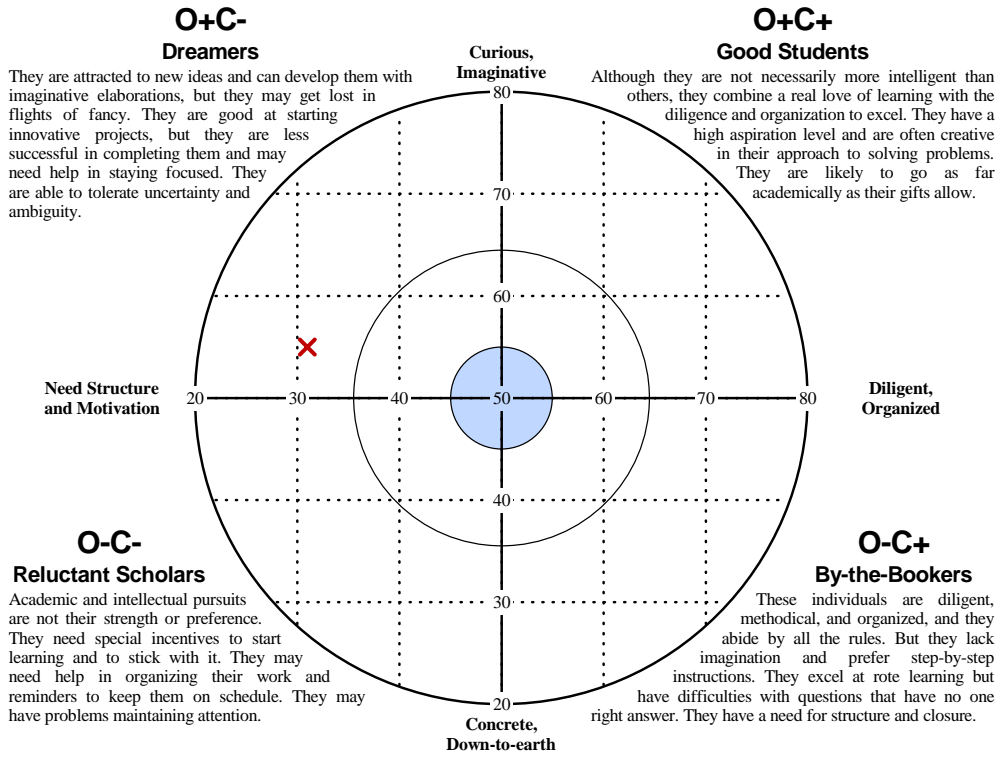 O+C-
Dreamers
They are attracted to new ideas and can develop them with
imaginative elaborations, but they may get lost in
flights of fancy. They are good at starting
innovative projects, but they are less
successful in completing them and may
need help in staying focused. They
are able to tolerate uncertainty and
ambiguity.
Curious,
Imaginative
O+C+
Good Students
Although they are not necessarily more intelligent than
others, they combine a real love of learning with the
diligence and organization to excel. They have a
high aspiration level and are often creative
in their approach to solving problems.
They are likely to go as far
academically as their gifts allow.
80
70
60
Need Structure
and Motivation
20 30 40 50 60 70 80
Diligent,
Organized
40
30
20
O-C-
Reluctant Scholars
Academic and intellectual pursuits
are not their strength or preference.
They need special incentives to start
learning and to stick with it. They may
need help in organizing their work and
reminders to keep them on schedule. They may
have problems maintaining attention.
Concrete,
Down-to-earth
O-C+
By-the-Bookers
These individuals are diligent,
methodical, and organized, and they
abide by all the rules. But they lack
imagination and prefer step-by-step
instructions. They excel at rote learning but
have difficulties with questions that have no one
right answer. They have a need for structure and closure.